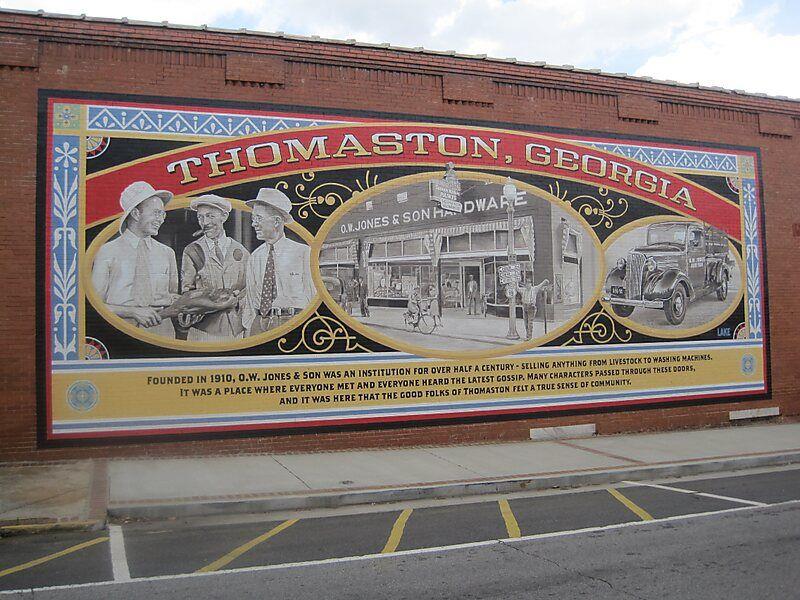 THOMASTON, GEORGIA
O.W. JONES & SON HARDWARE
LAKE
FOUNDED IN 1910, O.W. JONES & SON WAS AN INSTITUTION FOR OVER HALF A CENTURY - SELLING ANYTHING FROM LIVESTOCK TO WASHING MACHINES.
IT WAS A PLACE WHERE EVERYONE MET AND EVERYONE HEARD THE LATEST GOSSIP. MANY CHARACTERS PASSED THROUGH THESE DOORS,
AND IT WAS HERE THAT THE GOOD FOLKS OF THOMASTON FELT A TRUE SENSE OF COMMUNITY.